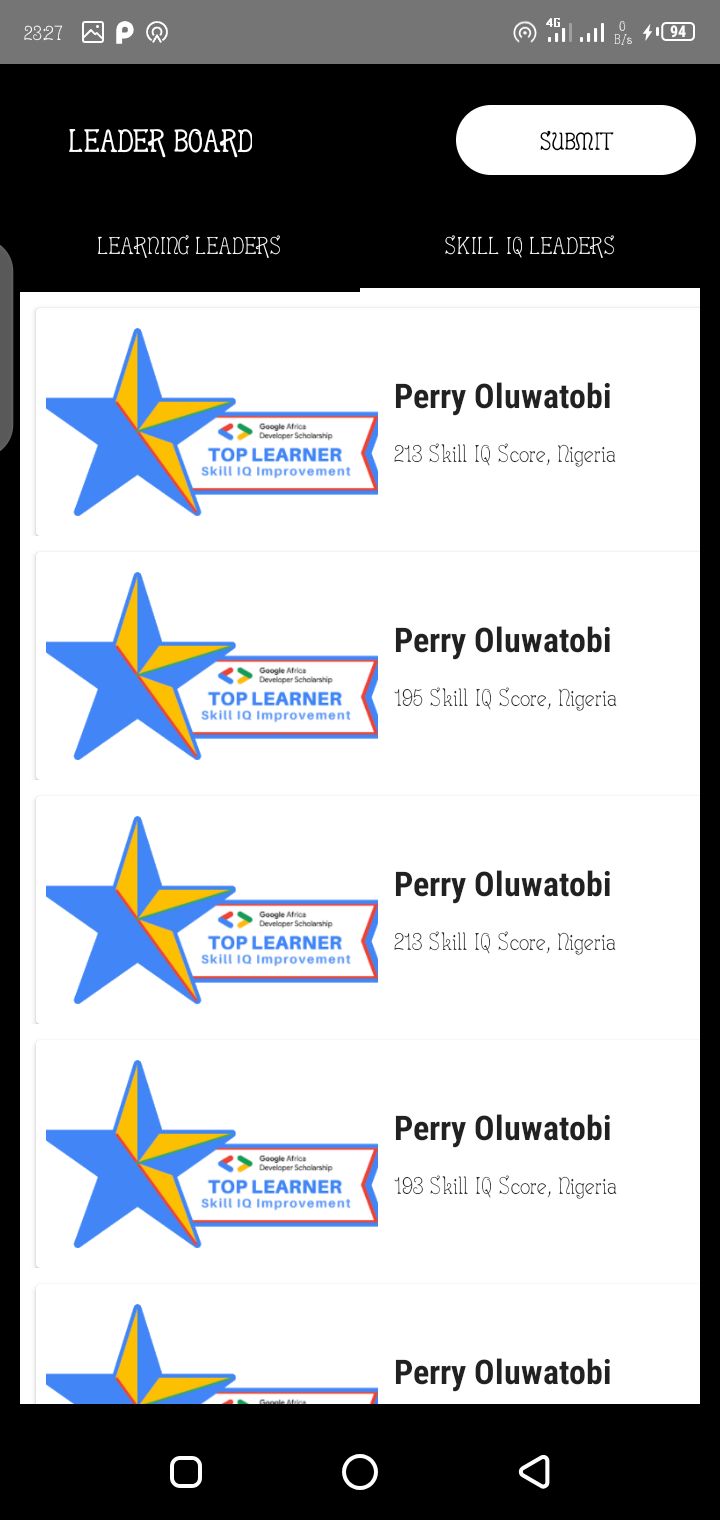 23:27
4G
0
B/s
94
LEADER BOARD
SUBMIT
LEARNING LEADERS
SKILL IQ LEADERS
Google Africa
Developer Scholarship
TOP LEARNER
Skill IQ Improvement
Perry Oluwatobi
213 Skill IQ Score, Nigeria
Google Africa
Developer Scholarship
TOP LEARNER
Skill IQ Improvement
Perry Oluwatobi
195 Skill IQ Score, Nigeria
Google Africa
Developer Scholarship
TOP LEARNER
Skill IQ Improvement
Perry Oluwatobi
213 Skill IQ Score, Nigeria
Google Africa
Developer Scholarship
TOP LEARNER
Skill IQ Improvement
Perry Oluwatobi
193 Skill IQ Score, Nigeria
Google Africa
Perry Oluwatobi